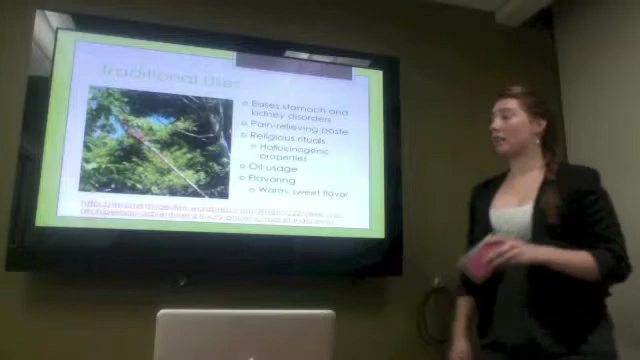 Traditional Uses
Eases stomach and
kidney disorders
Pain-relieving paste
Religious rituals
Hallucinogenic
properties
Oil usage
Flavoring
Warm, sweet flavor